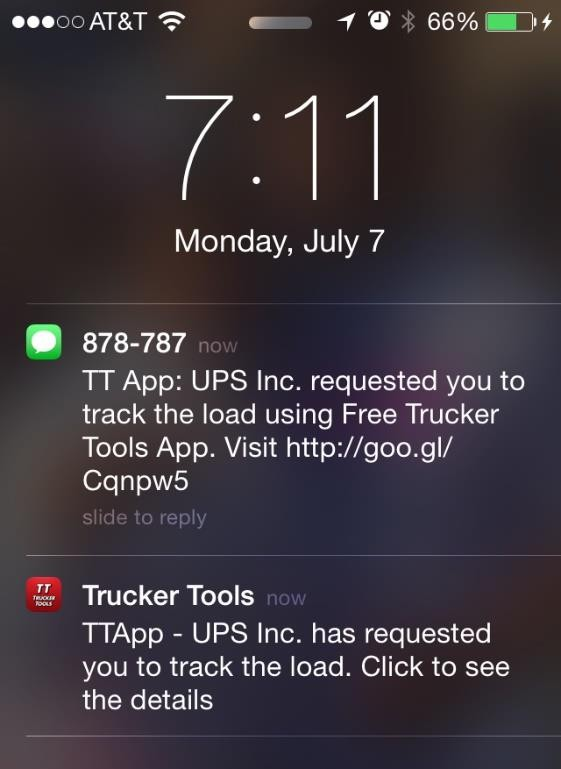 AT&T 66%
7:11
Monday, July 7
878-787 now
TT App: UPS Inc. requested you to
track the load using Free Trucker
Tools App. Visit http://goo.gl/
Cqnpw5
slide to reply
TT
TRUCKER
TOOLS
Trucker Tools now
TTApp - UPS Inc. has requested
you to track the load. Click to see
the details